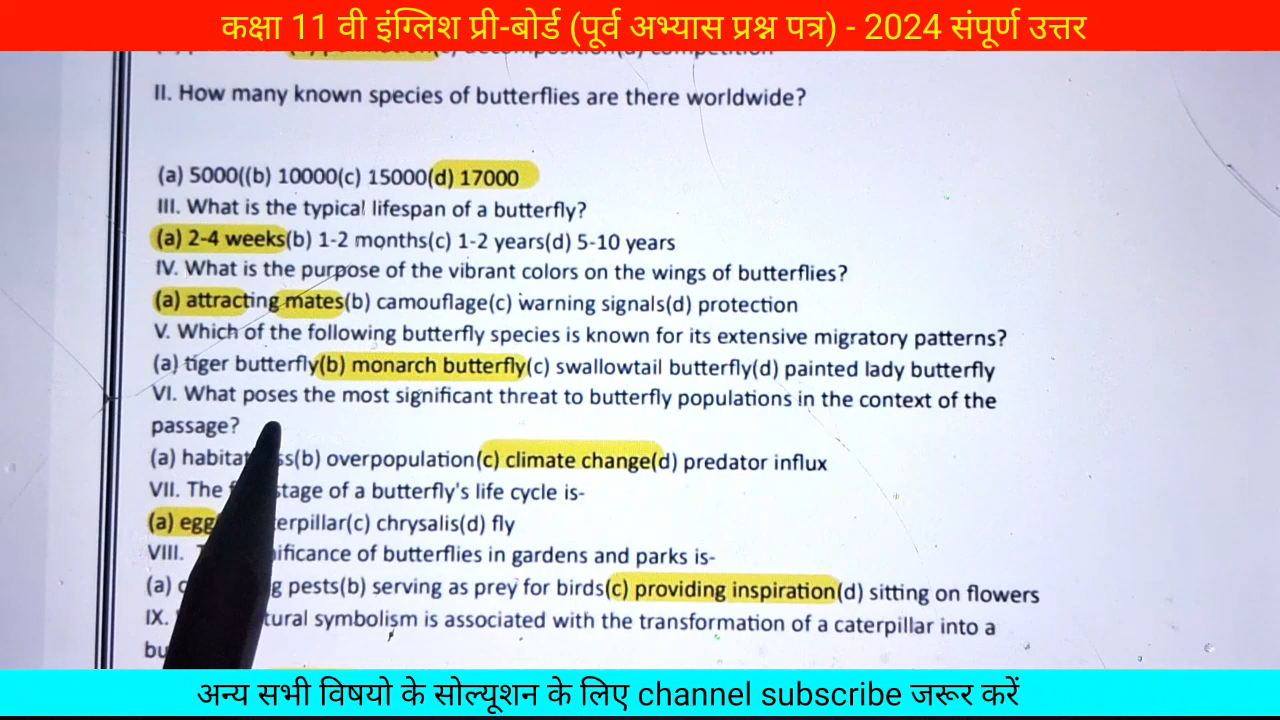 कक्षा 11 वी इंग्लिश प्री-बोर्ड (पूर्व अभ्यास प्रश्न पत्र) - 2024 संपूर्ण उत्तर
II. How many known species of butterflies are there worldwide?
(a) 5000((b) 10000(c) 15000(d) 17000
III. What is the typical lifespan of a butterfly?
(a) 2-4 weeks(b) 1-2 months(c) 1-2 years(d) 5-10 years
IV. What is the purpose of the vibrant colors on the wings of butterflies?
(a) attracting mates(b) camouflage(c) warning signals(d) protection
V. Which of the following butterfly species is known for its extensive migratory patterns?
(a) tiger butterfly(b) monarch butterfly(c) swallowtail butterfly(d) painted lady butterfly
VI. What poses the most significant threat to butterfly populations in the context of the
passage?
(a) (b) overpopulation(c) climate change(d) predator influx
VII. The stage of a butterfly's life cycle is-
(a) egg (c) chrysalis(d) fly
VIII. of butterflies in gardens and parks is-
(a) pests(b) serving as prey for birds(c) providing inspiration(d) sitting on flowers
IX. symbolism is associated with the transformation of a caterpillar into a
अन्य सभी विषयो के सोल्यूशन के लिए channel subscribe जरूर करें